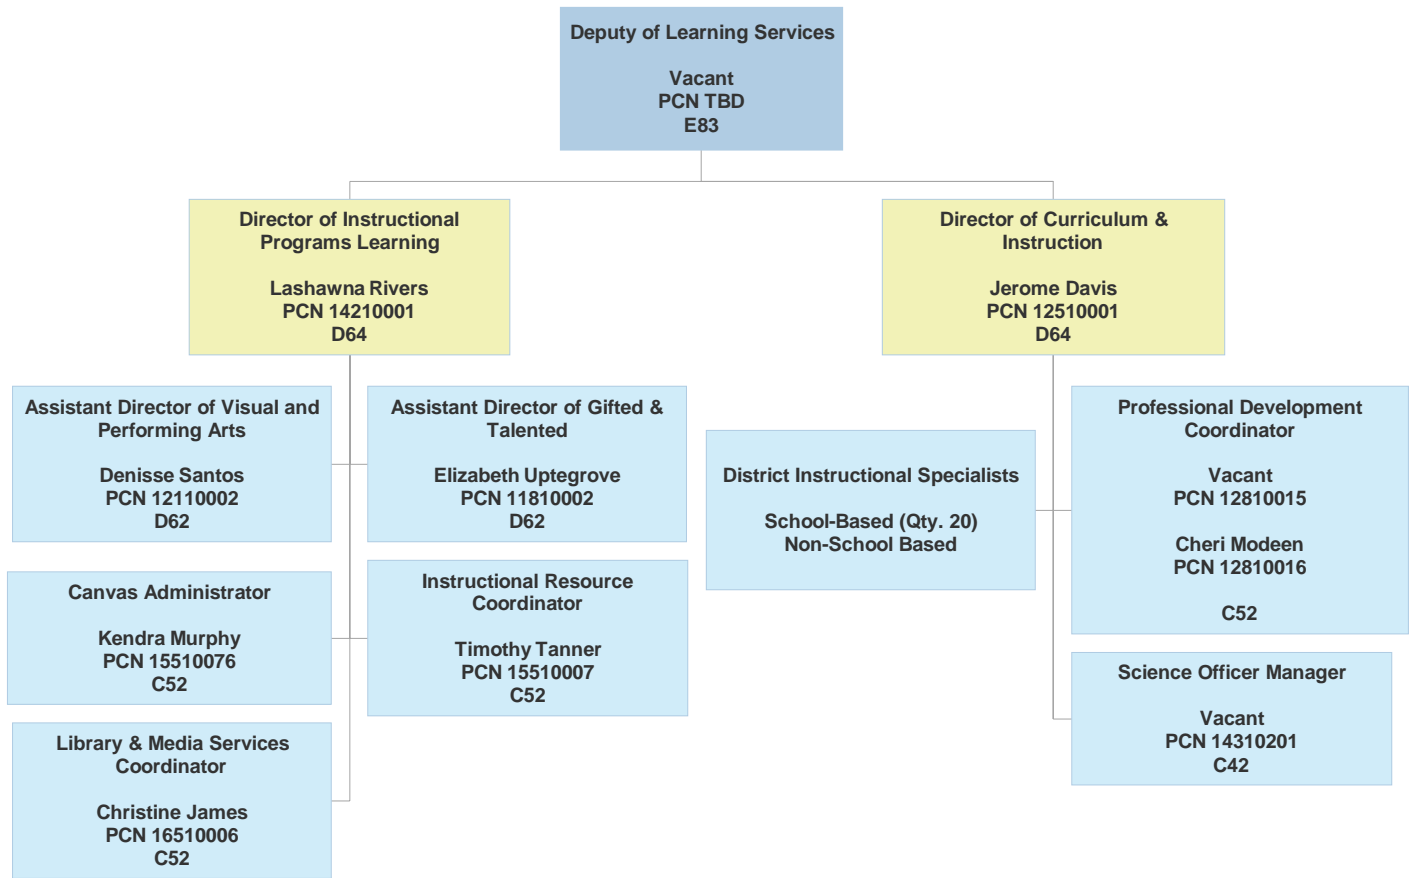 Deputy of Learning Services
Vacant
PCN TBD
E83
Director of Instructional
Programs Learning
Lashawna Rivers
PCN 14210001
D64
Director of Curriculum &
Instruction
Jerome Davis
PCN 12510001
D64
Assistant Director of Visual and
Performing Arts
Denisse Santos
PCN 12110002
D62
Assistant Director of Gifted &
Talented
Elizabeth Uptegrove
PCN 11810002
D62
District Instructional Specialists
School-Based (Qty. 20)
Non-School Based
Professional Development
Coordinator
Vacant
PCN 12810015
Cheri Modeen
PCN 12810016
C52
Canvas Administrator
Kendra Murphy
PCN 15510076
C52
Instructional Resource
Coordinator
Timothy Tanner
PCN 15510007
C52
Science Officer Manager
Vacant
PCN 14310201
C42
Library & Media Services
Coordinator
Christine James
PCN 16510006
C52